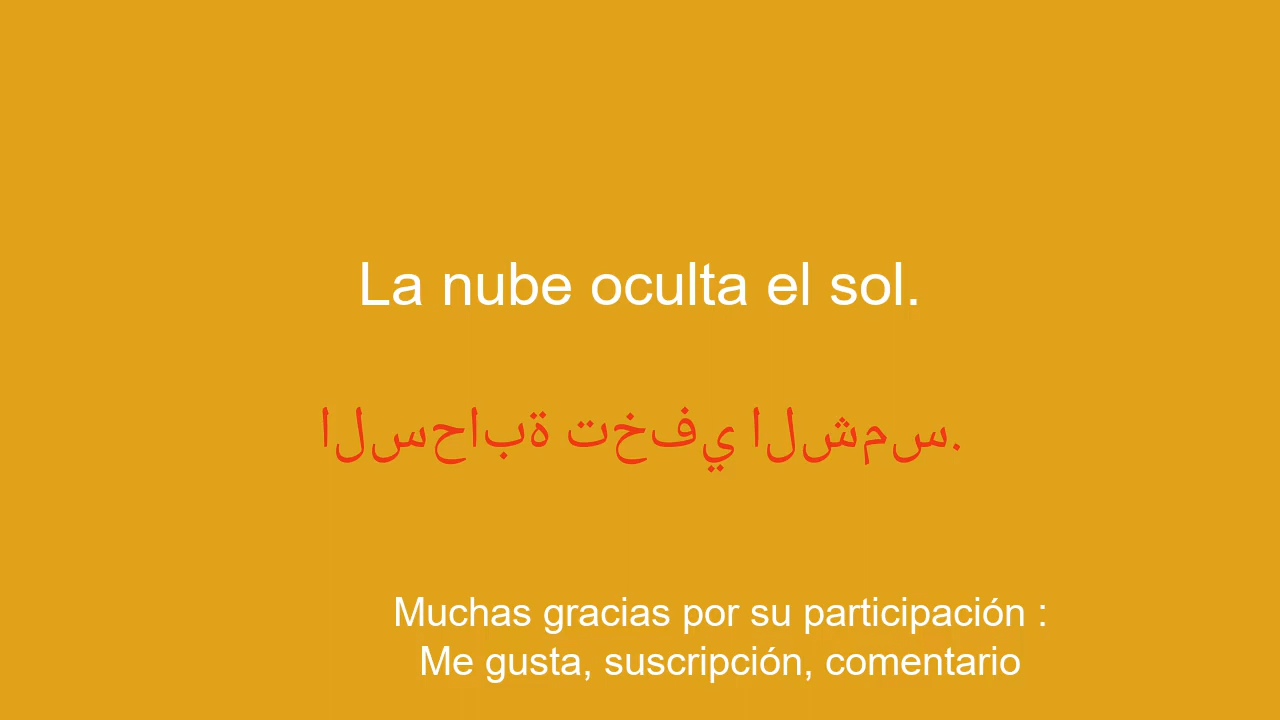 La nube oculta el sol.
السحابة تخفي الشمس.
Muchas gracias por su participación :
Me gusta, suscripción, comentario